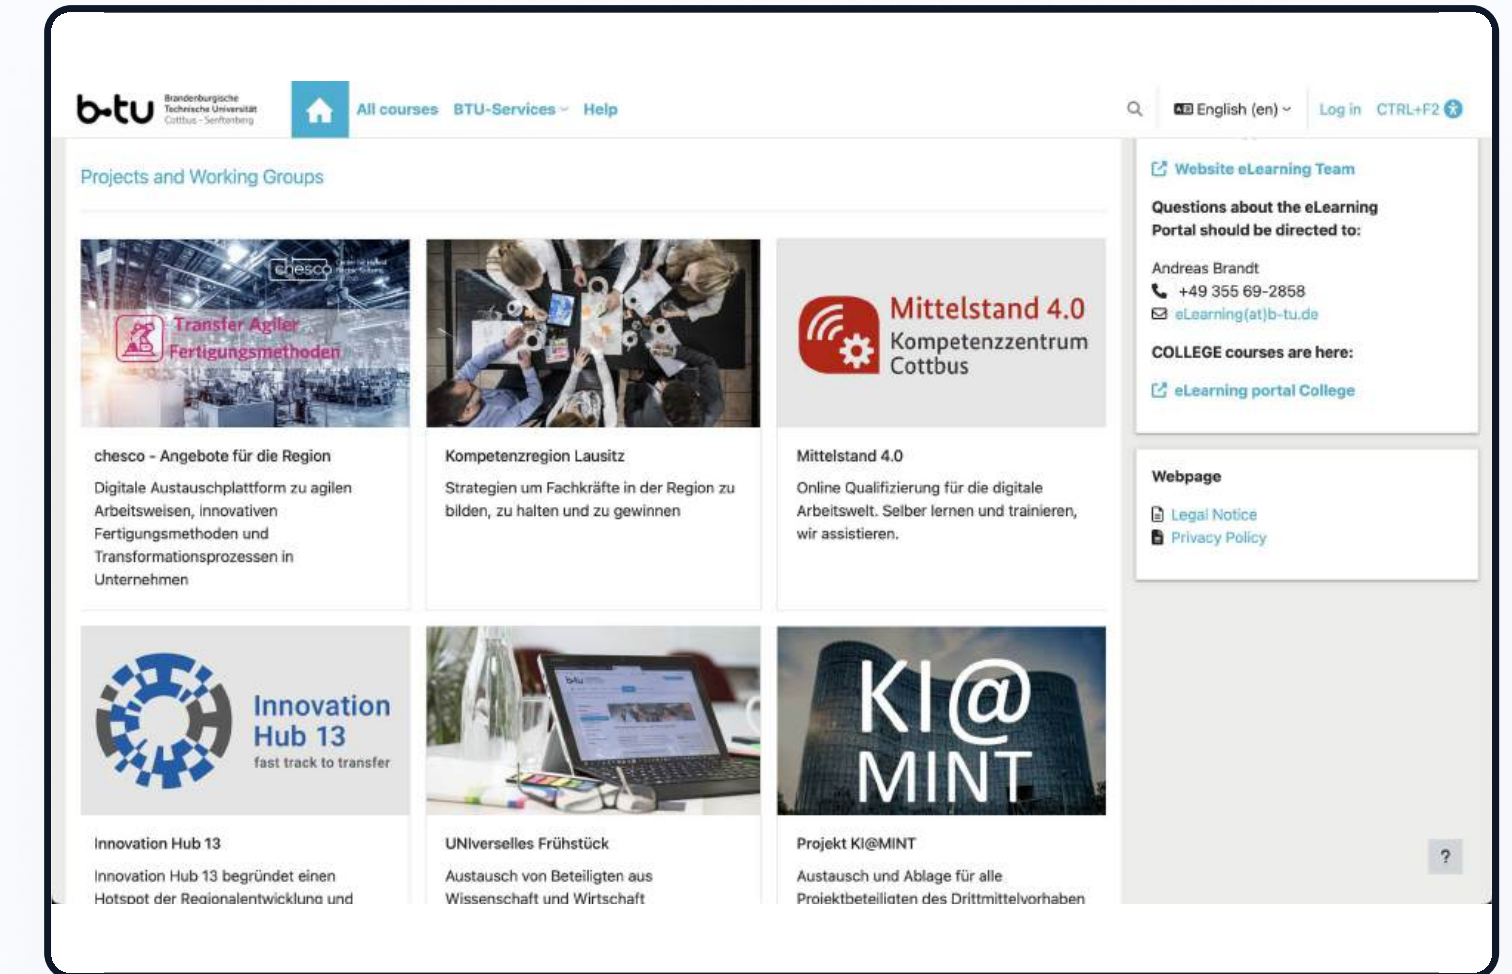 b-tu
Brandenburgische
Technische Universität
Cottbus - Senftenberg
All courses
BTU-Services
Help
English (en)
Log in
CTRL+F2
Projects and Working Groups
chesco
Transfer Agiler
Fertigungsmethoden
Mittelstand 4.0
Kompetenzzentrum
Cottbus
chesco - Angebote für die Region
Digitale Austauschplattform zu agilen
Arbeitsweisen, innovativen
Fertigungsmethoden und
Transformationsprozessen in
Unternehmen
Kompetenzregion Lausitz
Strategien um Fachkräfte in der Region zu
bilden, zu halten und zu gewinnen
Mittelstand 4.0
Online Qualifizierung für die digitale
Arbeitswelt. Selber lernen und trainieren,
wir assistieren.
Innovation
Hub 13
fast track to transfer
b-tu
KI@
MINT
Innovation Hub 13
Innovation Hub 13 begründet einen
Hotspot der Regionalentwicklung und
UNIverselles Frühstück
Austausch von Beteiligten aus
Wissenschaft und Wirtschaft
Projekt KI@MINT
Austausch und Ablage für alle
Projektbeteiligten des Drittmittelvorhaben
Website eLearning Team
Questions about the eLearning
Portal should be directed to:
Andreas Brandt
+49 355 69-2858
eLearning(at)b-tu.de
COLLEGE courses are here:
eLearning portal College
Webpage
Legal Notice
Privacy Policy
?